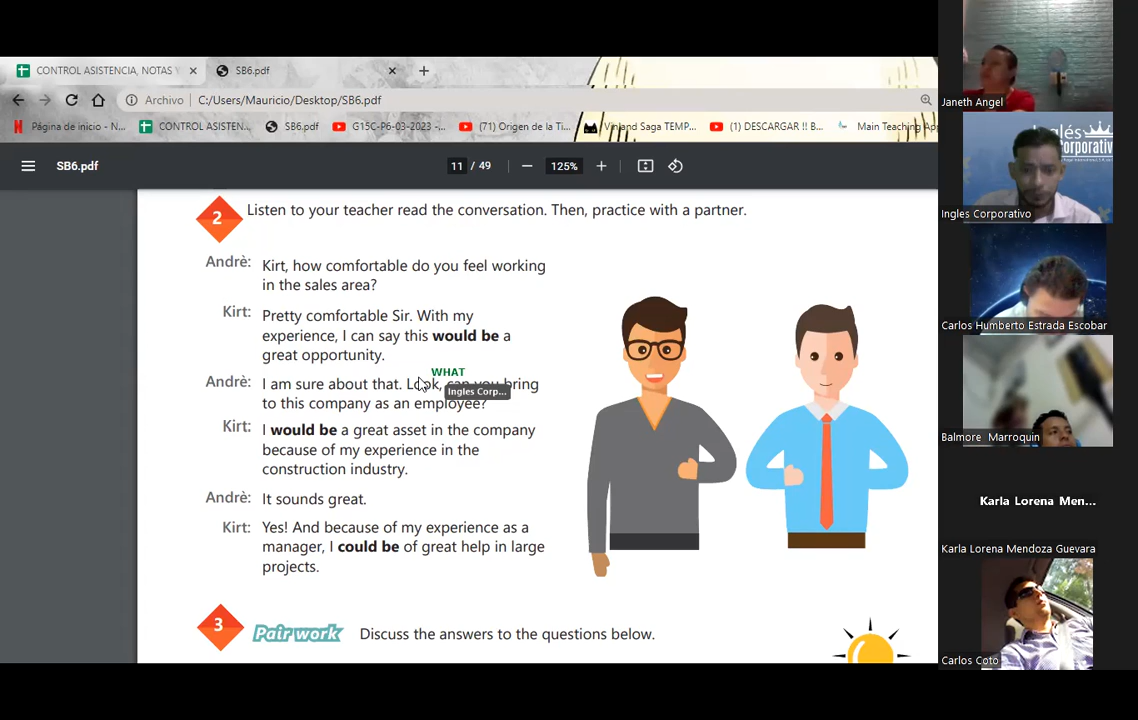 CONTROL ASISTENCIA, NOTAS Y
SB6.pdf
Archivo
C:/Users/Mauricio/Desktop/SB6.pdf
Página de inicio - N...
CONTROL ASISTEN...
SB6.pdf
G15C-P6-03-2023 -...
(71) Origen de la Ti...
Vinland Saga TEMP...
(1) DESCARGAR !! B...
Main Teaching Ap
SB6.pdf
11 / 49
125%
2
Listen to your teacher read the conversation. Then, practice with a partner.
Andrè: Kirt, how comfortable do you feel working
in the sales area?
Kirt: Pretty comfortable Sir. With my
experience, I can say this would be a
great opportunity.
WHAT
Andrè: I am sure about that. Look, can you bring
Ingles Corp...
to this company as an employee?
Kirt: I would be a great asset in the company
because of my experience in the
construction industry.
Andrè: It sounds great.
Kirt: Yes! And because of my experience as a
manager, I could be of great help in large
projects.
3
Pair work
Discuss the answers to the questions below.
Janeth Angel
glés
orporativ
Ingles Corporativo
Carlos Humberto Estrada Escobar
Balmore Marroquin
Karla Lorena Men...
Karla Lorena Mendoza Guevara
Carlos Coto